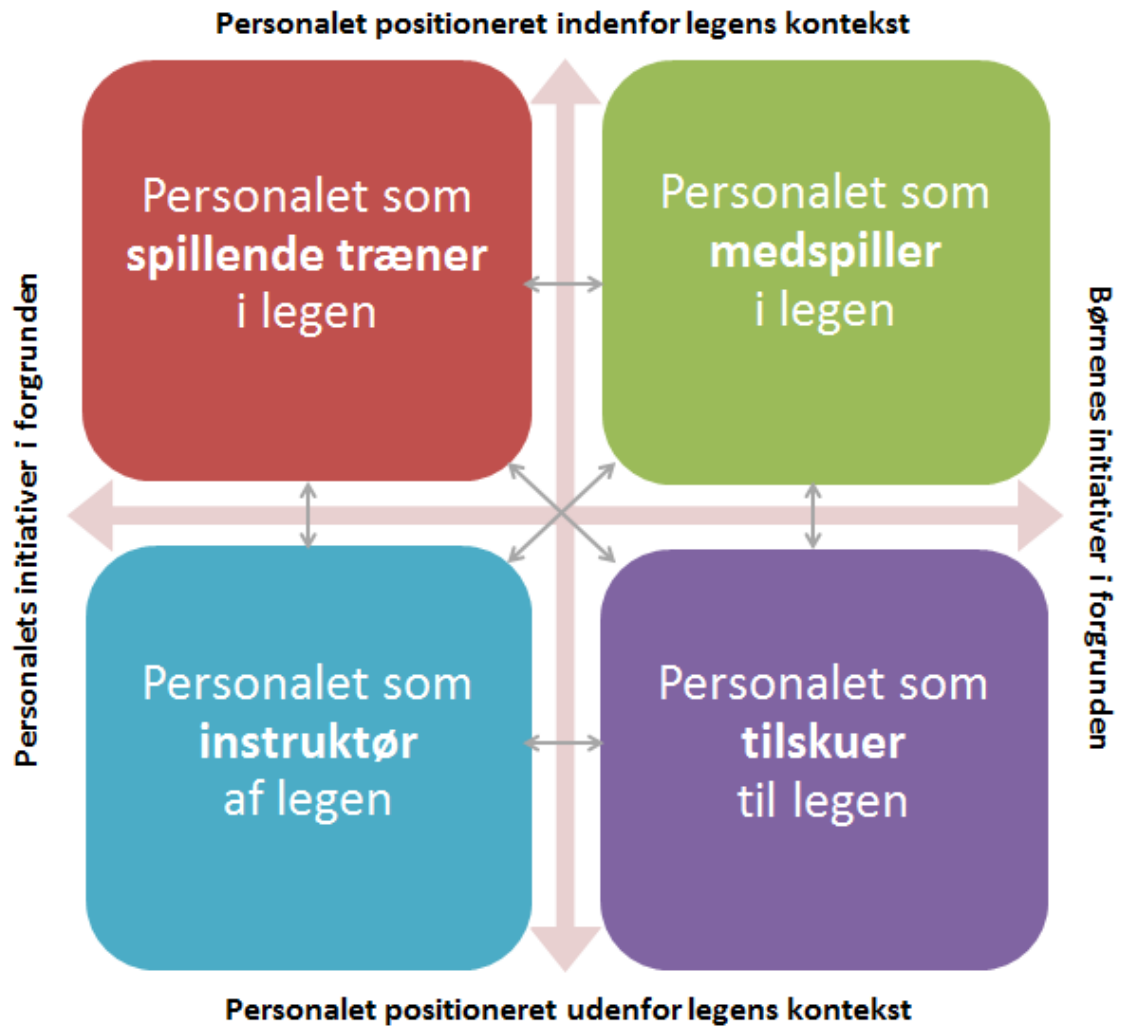 Personalet positioneret indenfor legens kontekst
Personalets initiativer i forgrunden
Personalet som
spillende træner
i legen
Personalet som
medspiller
i legen
Børnenes initiativer i forgrunden
Personalet som
instruktør
af legen
Personalet som
tilskuer
til legen
Personalet positioneret udenfor legens kontekst